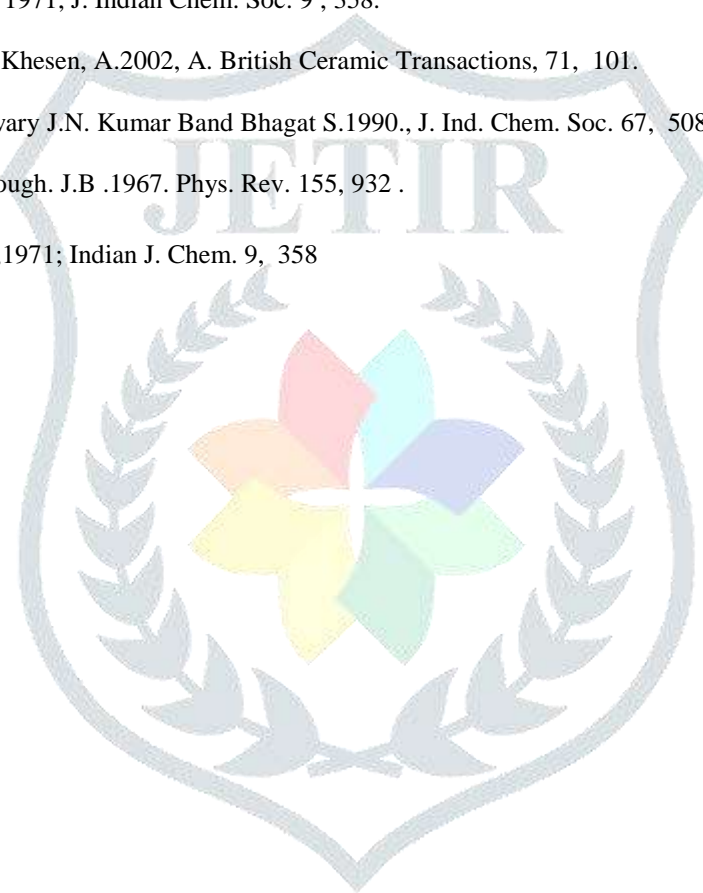 1971; J. Indian Chem. Soc. 9 , 358.
Khesen, A.2002, A. British Ceramic Transactions, 71, 101.
vary J.N. Kumar Band Bhagat S.1990., J. Ind. Chem. Soc. 67, 508
ough. J.B .1967. Phys. Rev. 155, 932 .
JETIR
1971; Indian J. Chem. 9, 358